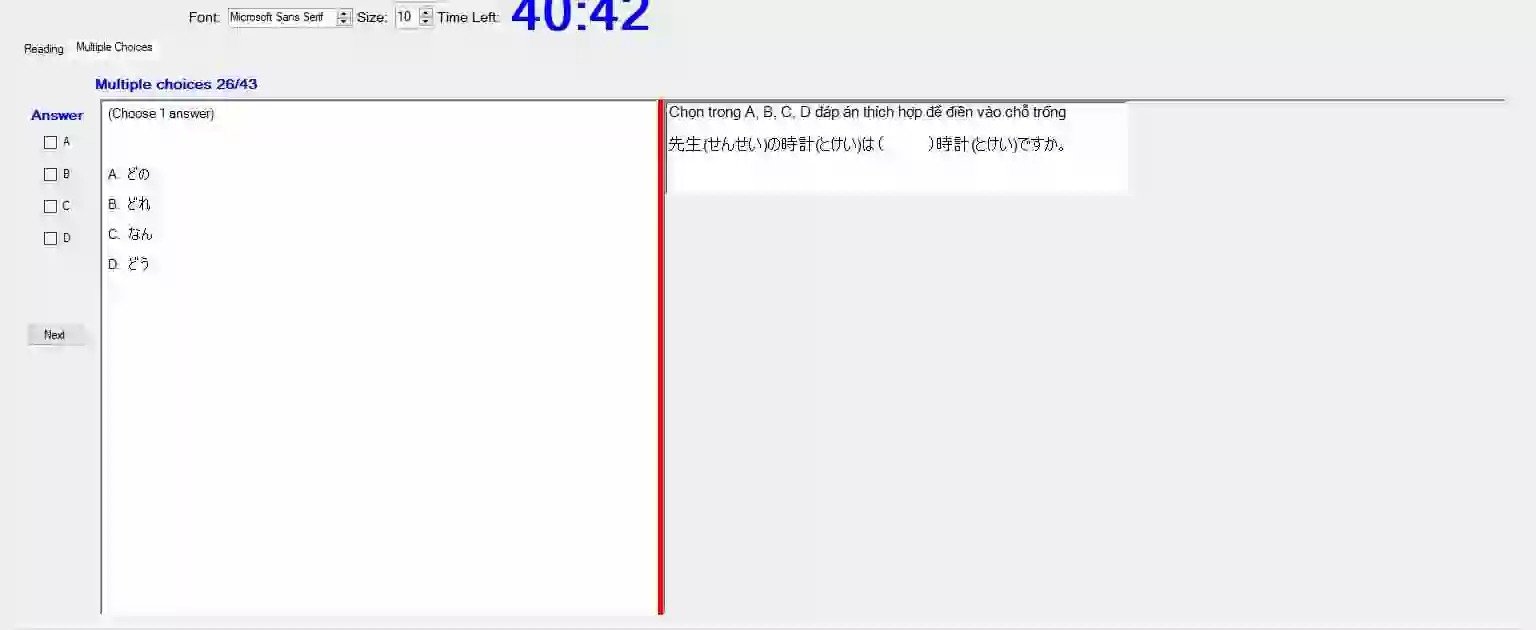 Font: Microsoft Sans Serif Size: 10 Time Left: 40:42
Reading Multiple Choices
Multiple choices 26/43
Answer
A
B
C
D
Next
(Choose 1 answer)
A. どの
B. どれ
C. なん
D. どう
Chọn trong A, B, C, D đáp án thích hợp để điền vào chỗ trống
先生(せんせい)の時計(とけい)は( )時計(とけい)ですか。